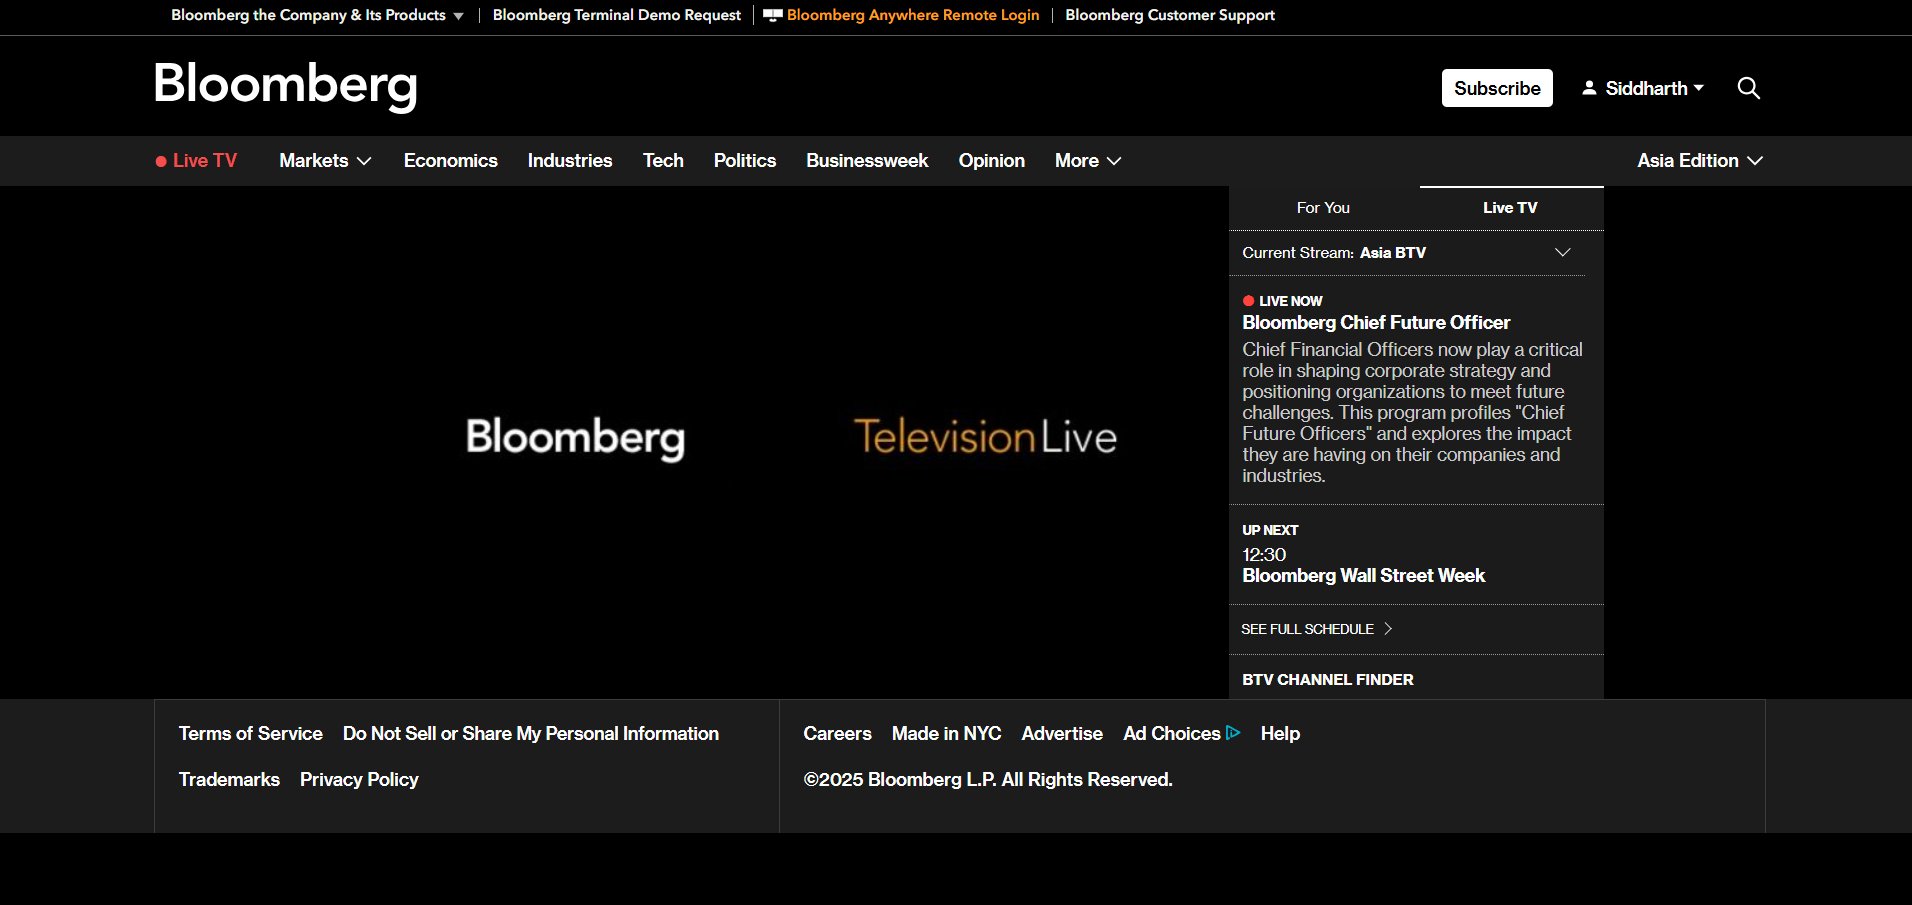 Bloomberg the Company & Its Products
Bloomberg Terminal Demo Request
Bloomberg Anywhere Remote Login
Bloomberg Customer Support
Bloomberg
Subscribe
Siddharth
Live TV
Markets
Economics
Industries
Tech
Politics
Businessweek
Opinion
More
Asia Edition
Bloomberg
Television Live
For You
Live TV
Current Stream: Asia BTV
LIVE NOW
Bloomberg Chief Future Officer
Chief Financial Officers now play a critical
role in shaping corporate strategy and
positioning organizations to meet future
challenges. This program profiles "Chief
Future Officers" and explores the impact
they are having on their companies and
industries.
UP NEXT
12:30
Bloomberg Wall Street Week
SEE FULL SCHEDULE
BTV CHANNEL FINDER
Terms of Service
Do Not Sell or Share My Personal Information
Trademarks
Privacy Policy
Careers
Made in NYC
Advertise
Ad Choices
Help
©2025 Bloomberg L.P. All Rights Reserved.